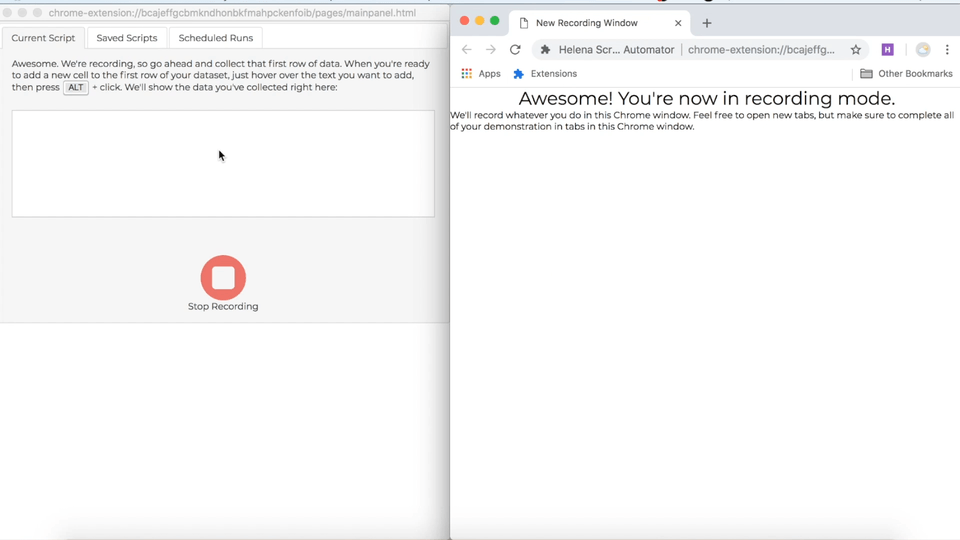 chrome-extension://bcajeffgcbmkndhonbkfmahpckenfoib/pages/mainpanel.html
Current Script
Saved Scripts
Scheduled Runs
Awesome. We're recording, so go ahead and collect that first row of data. When you're ready
to add a new cell to the first row of your dataset, just hover over the text you want to add,
then press ALT + click. We'll show the data you've collected right here:
Stop Recording
New Recording Window
Helena Scr... Automator
chrome-extension://bcajeffg...
H
Apps
Extensions
Other Bookmarks
Awesome! You're now in recording mode.
We'll record whatever you do in this Chrome window. Feel free to open new tabs, but make sure to complete all
of your demonstration in tabs in this Chrome window.